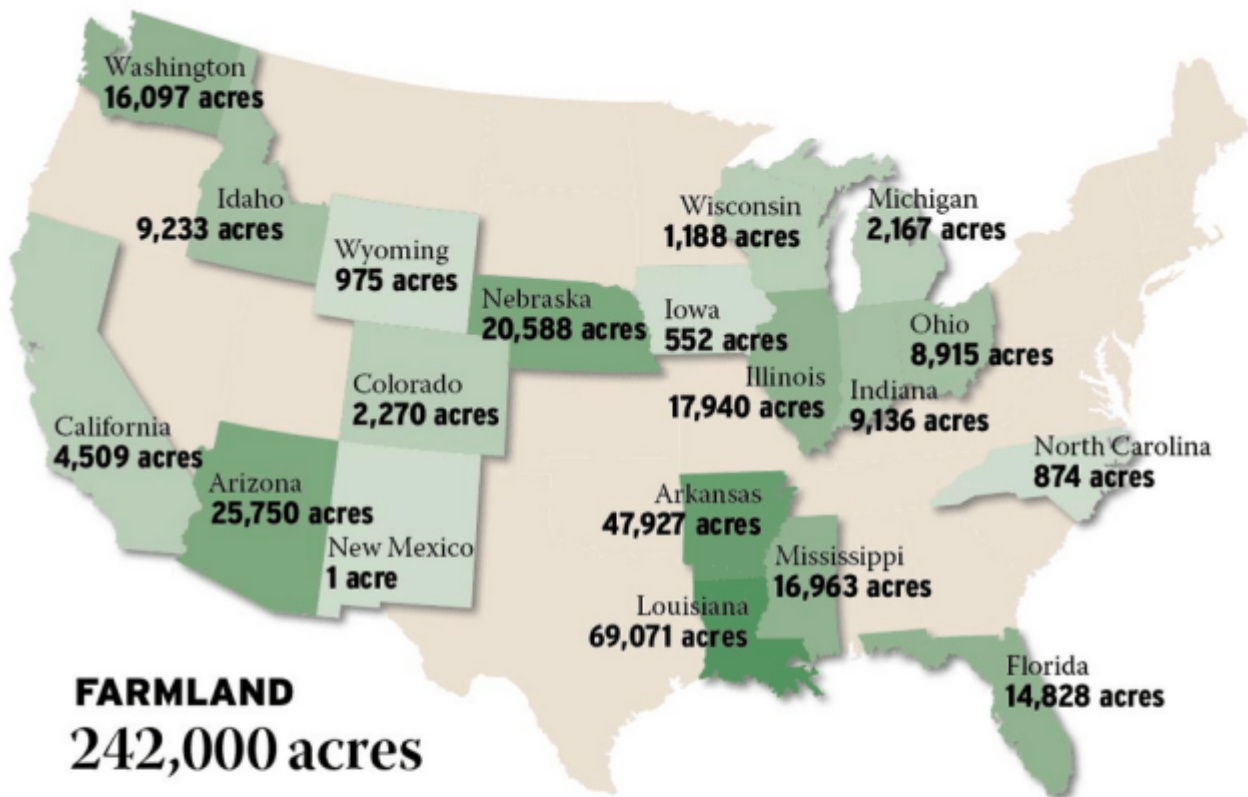 Washington
16,097 acres
Idaho
9,233 acres
Wyoming
975 acres
Nebraska
20,588 acres
Wisconsin
1,188 acres
Michigan
2,167 acres
Iowa
552 acres
Ohio
8,915 acres
Illinois
17,940 acres
Indiana
9,136 acres
Colorado
2,270 acres
California
4,509 acres
Arizona
25,750 acres
New Mexico
1 acre
North Carolina
874 acres
Arkansas
47,927 acres
Mississippi
16,963 acres
Louisiana
69,071 acres
Florida
14,828 acres
FARMLAND
242,000 acres